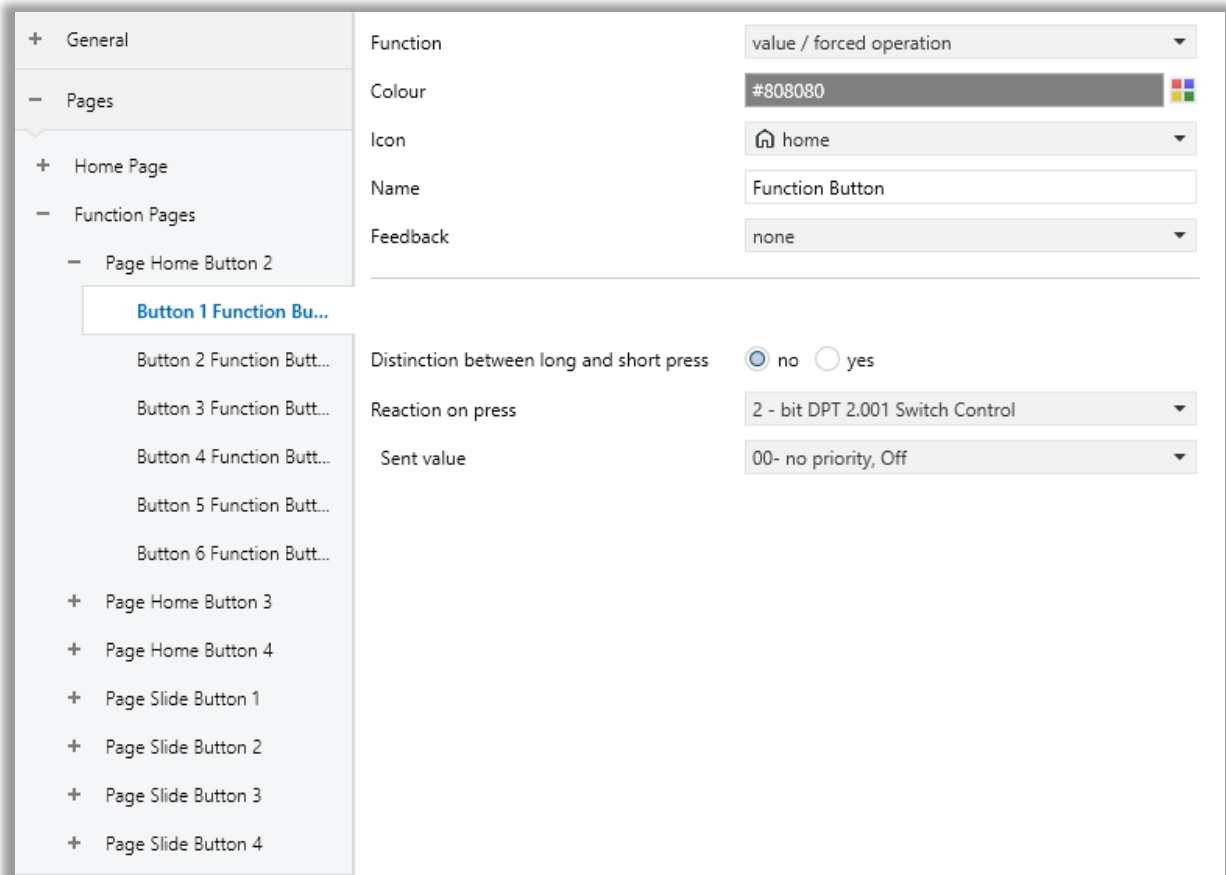 General
Pages
Home Page
Function Pages
Page Home Button 2
Button 1 Function Bu...
Button 2 Function Butt...
Button 3 Function Butt...
Button 4 Function Butt...
Button 5 Function Butt...
Button 6 Function Butt...
Page Home Button 3
Page Home Button 4
Page Slide Button 1
Page Slide Button 2
Page Slide Button 3
Page Slide Button 4
Function value / forced operation
Colour #808080
Icon home
Name Function Button
Feedback none
Distinction between long and short press no yes
Reaction on press 2 - bit DPT 2.001 Switch Control
Sent value 00- no priority, Off